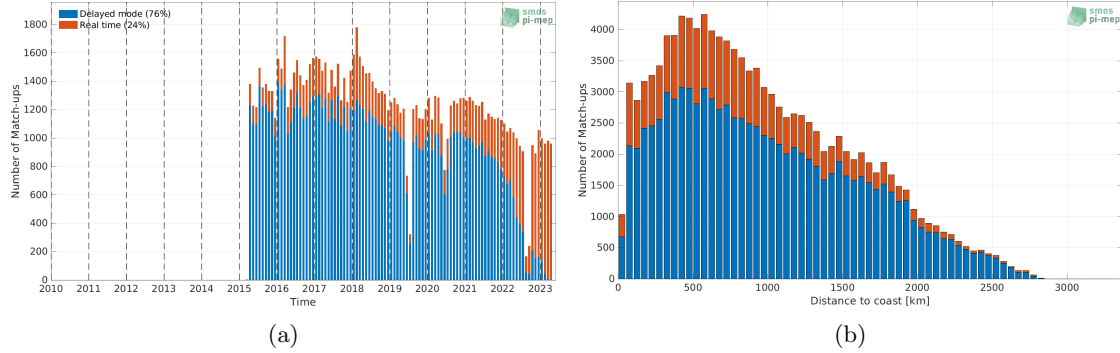 Delayed mode (76%)
Real time (24%)
smos
pi-mep
1800
1600
1400
1200
1000
800
600
400
200
0
Number of Match-ups
2010 2011 2012 2013 2014 2015 2016 2017 2018 2019 2020 2021 2022 2023
Time
(a)
smos
pi-mep
4000
3500
3000
2500
2000
1500
1000
500
0
Number of Match-ups
0 500 1000 1500 2000 2500 3000
Distance to coast [km]
(b)